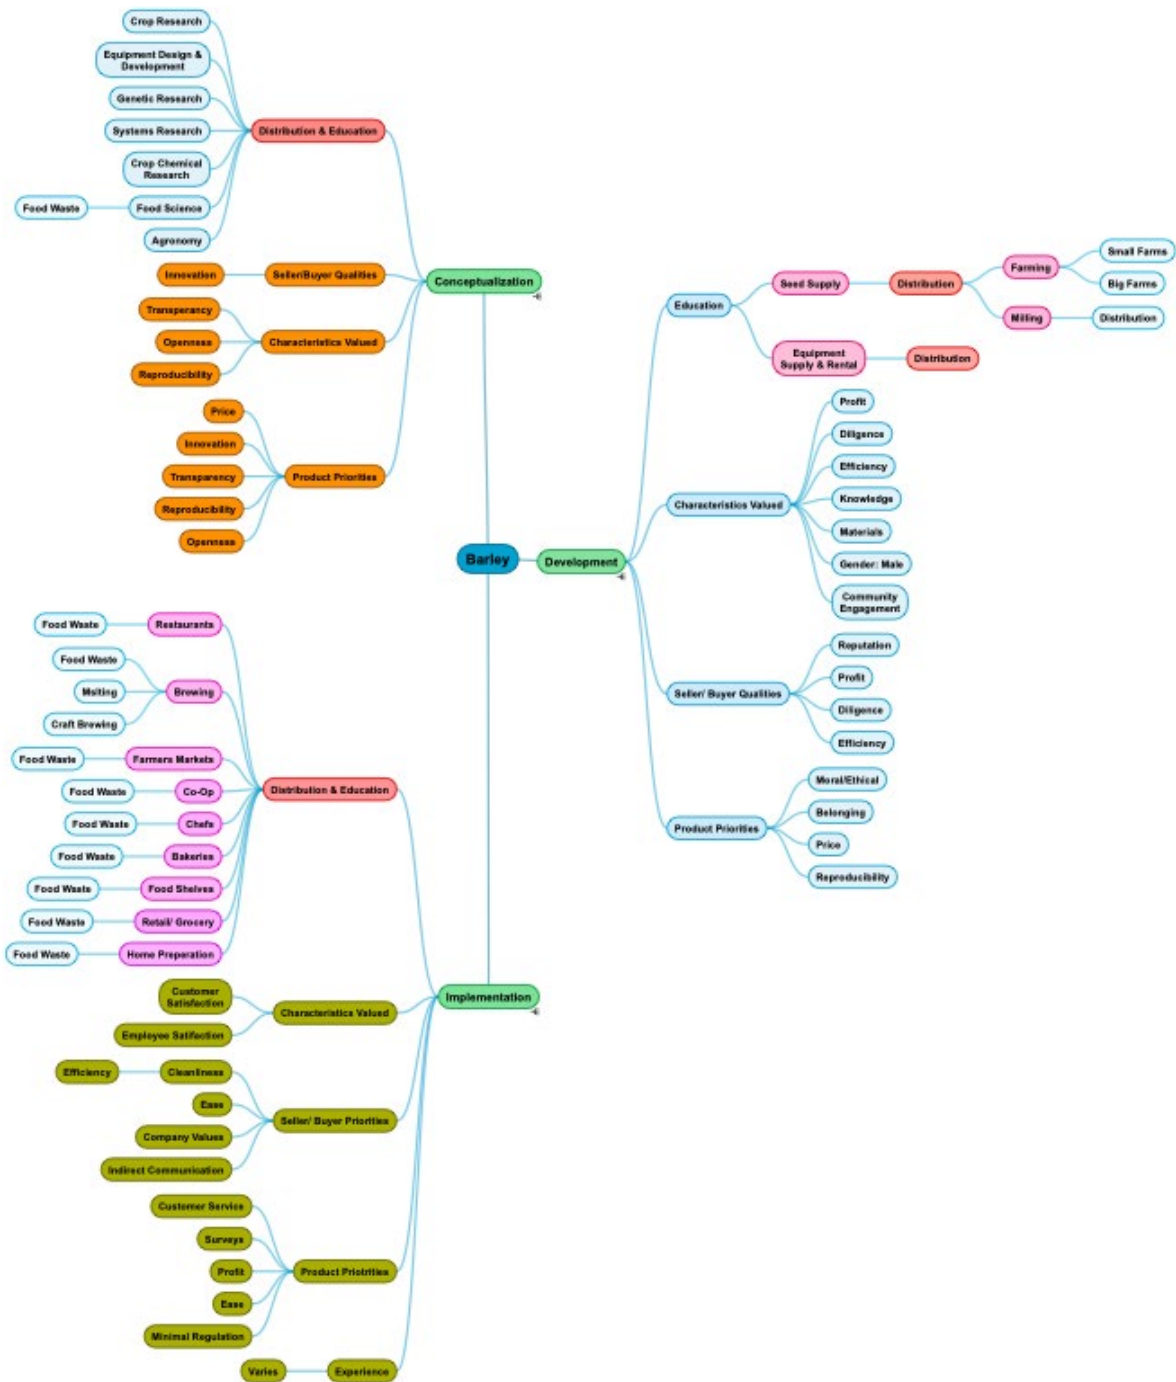 Crop Research
Equipment Design &
Development
Genetic Research
Systems Research
Crop Chemical
Research
Food Waste
Food Science
Agronomy
Distribution & Education
Innovation
Seller/Buyer Qualities
Transperancy
Openness
Reproducibility
Characteristics Valued
Price
Innovation
Transparency
Reproducibility
Openness
Product Priorities
Conceptualization
Barley
Development
Education
Seed Supply
Distribution
Farming
Small Farms
Big Farms
Milling
Distribution
Equipment
Supply & Rental
Distribution
Characteristics Valued
Profit
Diligence
Efficiency
Knowledge
Materials
Gender: Male
Community
Engagement
Seller/ Buyer Qualities
Reputation
Profit
Diligence
Efficiency
Product Priorities
Moral/Ethical
Belonging
Price
Reproducibility
Food Waste
Restaurants
Food Waste
Mslting
Craft Brewing
Brewing
Food Waste
Farmers Markets
Food Waste
Co-Op
Food Waste
Chefs
Food Waste
Bakeries
Food Waste
Food Shelves
Food Waste
Retail/ Grocery
Food Waste
Home Preperation
Distribution & Education
Implementation
Customer
Satisfaction
Employee Satifaction
Characteristics Valued
Efficiency
Cleanliness
Ease
Company Values
Indirect Communication
Seller/ Buyer Priorities
Customer Service
Surveys
Profit
Ease
Minimal Regulation
Product Priotrities
Varies
Experience